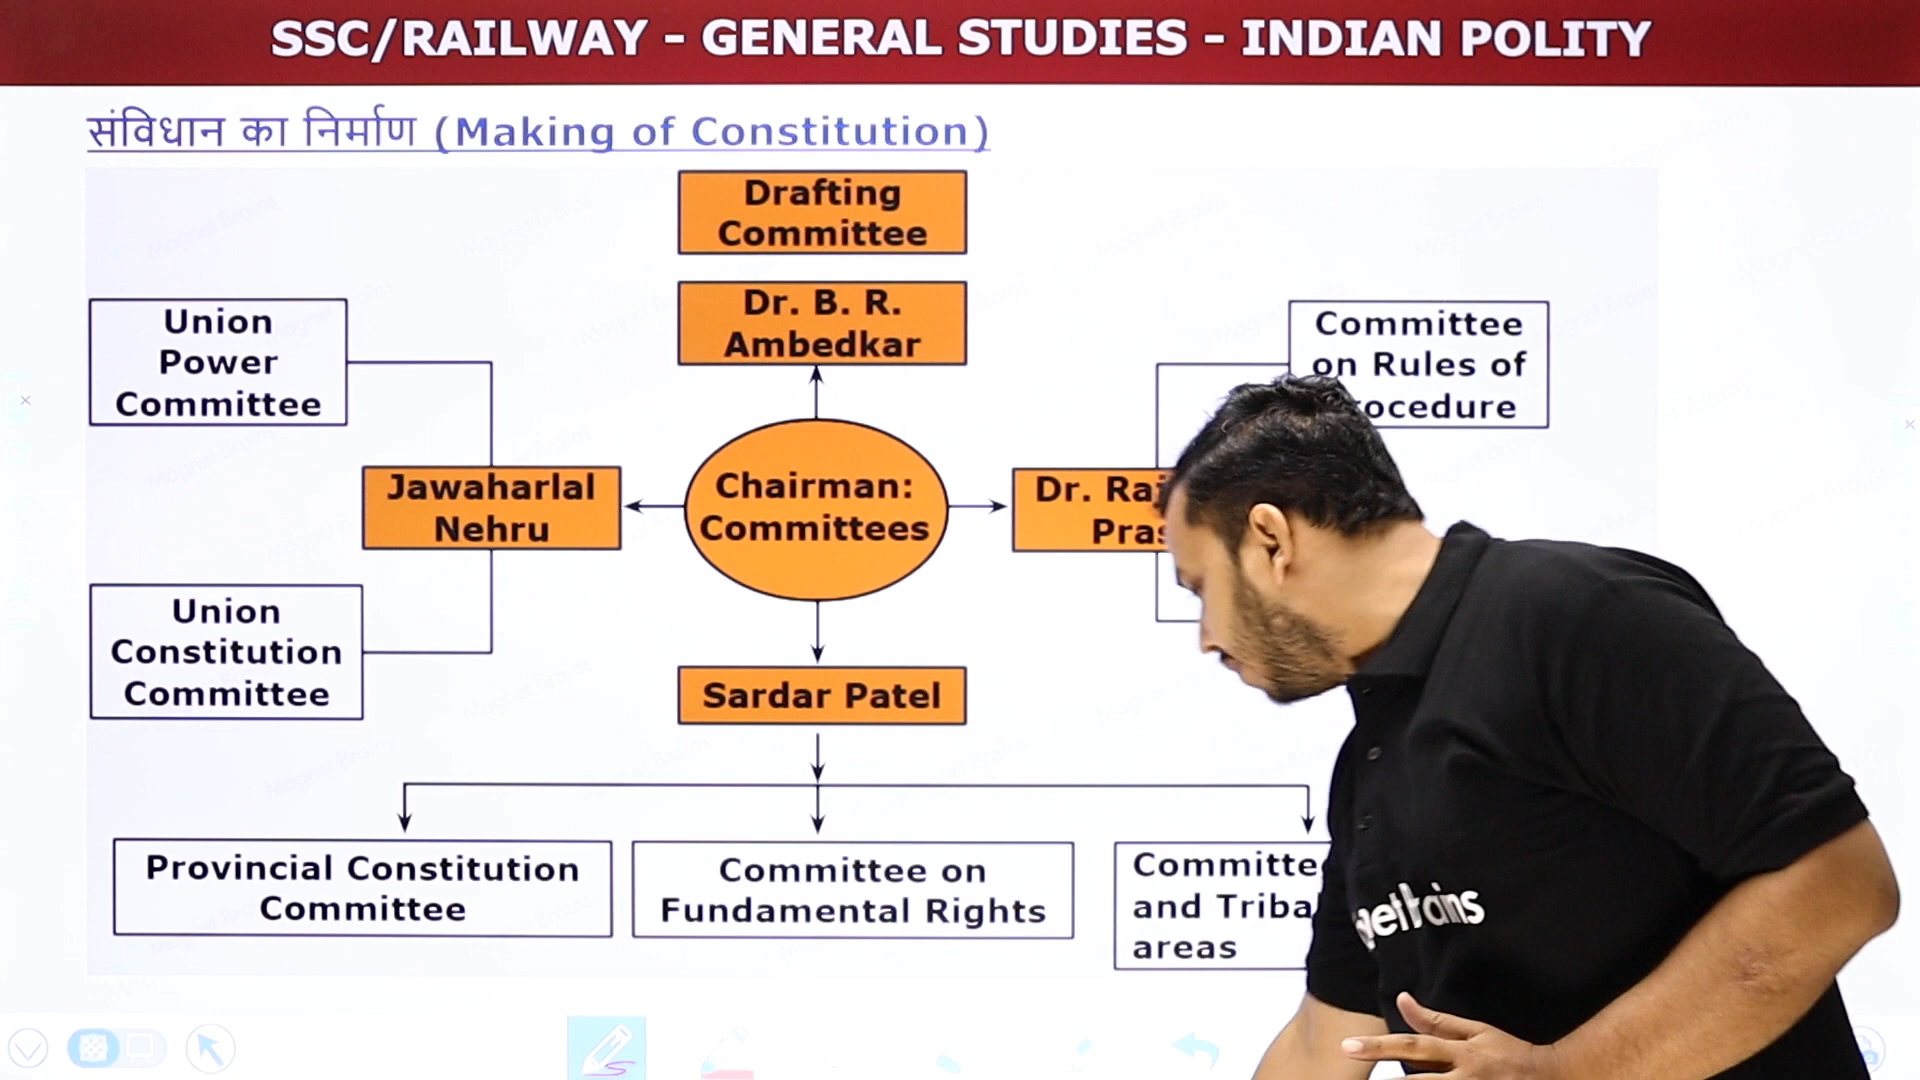 SSC/RAILWAY - GENERAL STUDIES - INDIAN POLITY
संविधान का निर्माण (Making of Constitution)
Drafting
Committee
Dr. B. R.
Ambedkar
Union
Power
Committee
Committee
on Rules of
Jawaharlal
Nehru
Chairman:
Committees
Dr.
Union
Constitution
Committee
Sardar Patel
Provincial Constitution
Committee
Committee on
Fundamental Rights
and
areas